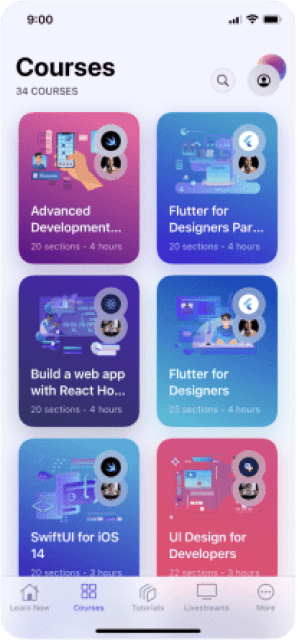 9:00
Courses
34 COURSES
Advanced
Development...
20 sections - 4 hours
Flutter for
Designers Par...
20 sections - 4 hours
Build a web app
with React Ho...
20 sections - 4 hours
Flutter for
Designers
23 sections - 4 hours
SwiftUI for iOS
14
20 sections - 3 hours
UI Design for
Developers
22 sections - 3 hours
Learn Now
Courses
Tutorials
Livestreams
More